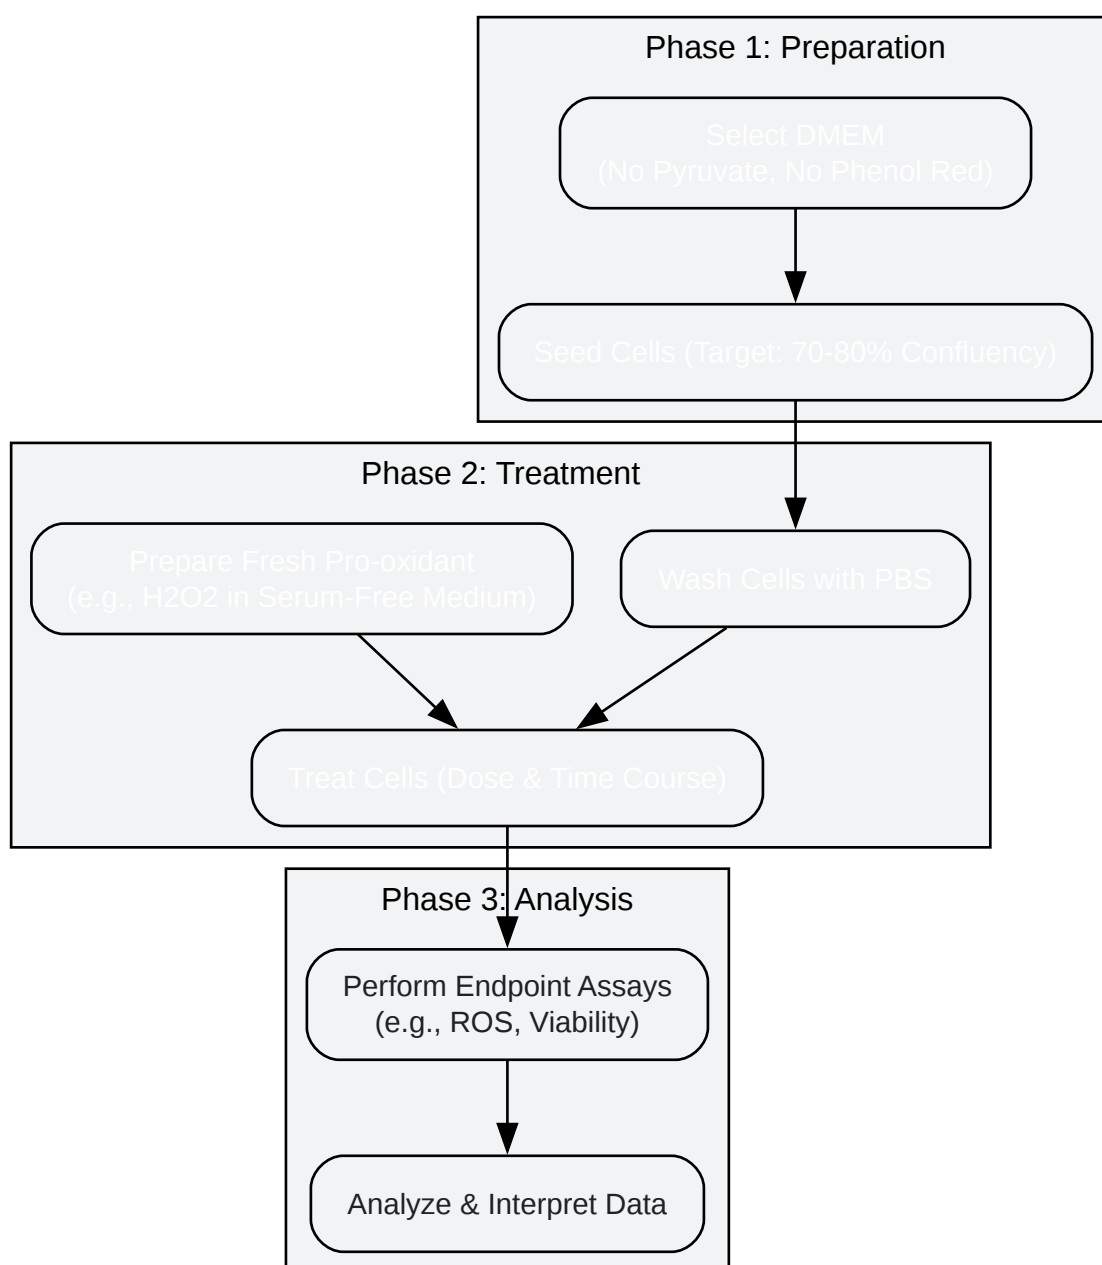 Phase 1: Preparation
Select DMEM
(No Pyruvate, No Phenol Red)
Seed Cells (Target: 70-80% Confluency)
Phase 2: Treatment
Prepare Fresh Pro-oxidant
(e.g., H2O2 in Serum-Free Medium)
Wash Cells with PBS
Treat Cells (Dose & Time Course)
Phase 3: Analysis
Perform Endpoint Assays
(e.g., ROS, Viability)
Analyze & Interpret Data